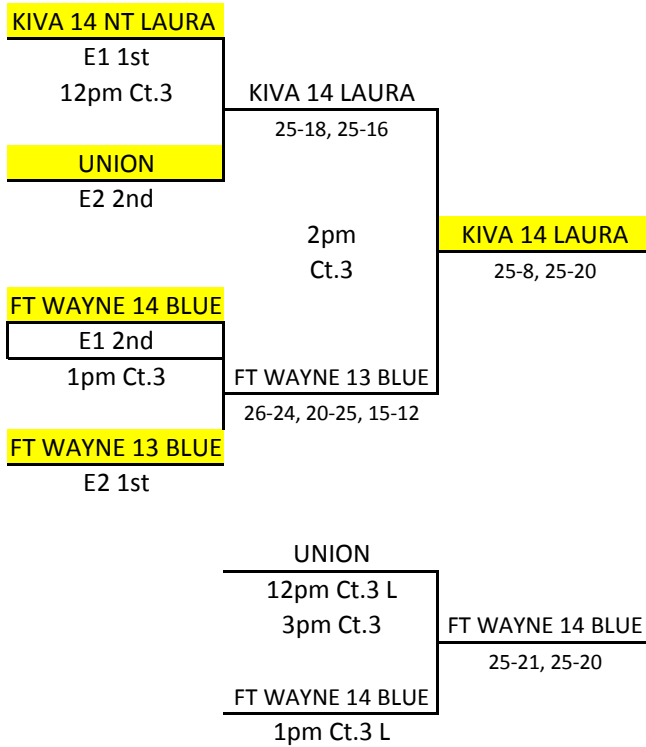 KIVA 14 NT LAURA
E1 1st
12pm Ct.3
KIVA 14 LAURA
25-18, 25-16
UNION
E2 2nd
2pm
Ct.3
KIVA 14 LAURA
25-8, 25-20
FT WAYNE 14 BLUE
E1 2nd
1pm Ct.3
FT WAYNE 13 BLUE
26-24, 20-25, 15-12
FT WAYNE 13 BLUE
E2 1st
UNION
12pm Ct.3 L
3pm Ct.3
FT WAYNE 14 BLUE
25-21, 25-20
FT WAYNE 14 BLUE
1pm Ct.3 L